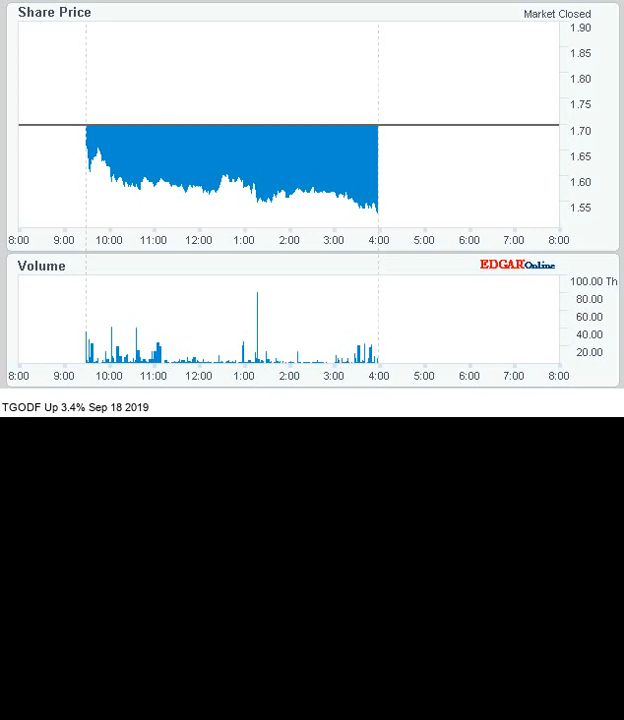 Share Price
Market Closed
1.90
1.85
1.80
1.75
1.70
1.65
1.60
1.55
8:00 9:00 10:00 11:00 12:00 1:00 2:00 3:00 4:00 5:00 6:00 7:00 8:00
Volume
EDGAR Online
100.00 Th
80.00
60.00
40.00
20.00
8:00 9:00 10:00 11:00 12:00 1:00 2:00 3:00 4:00 5:00 6:00 7:00 8:00
TGODF Up 3.4% Sep 18 2019